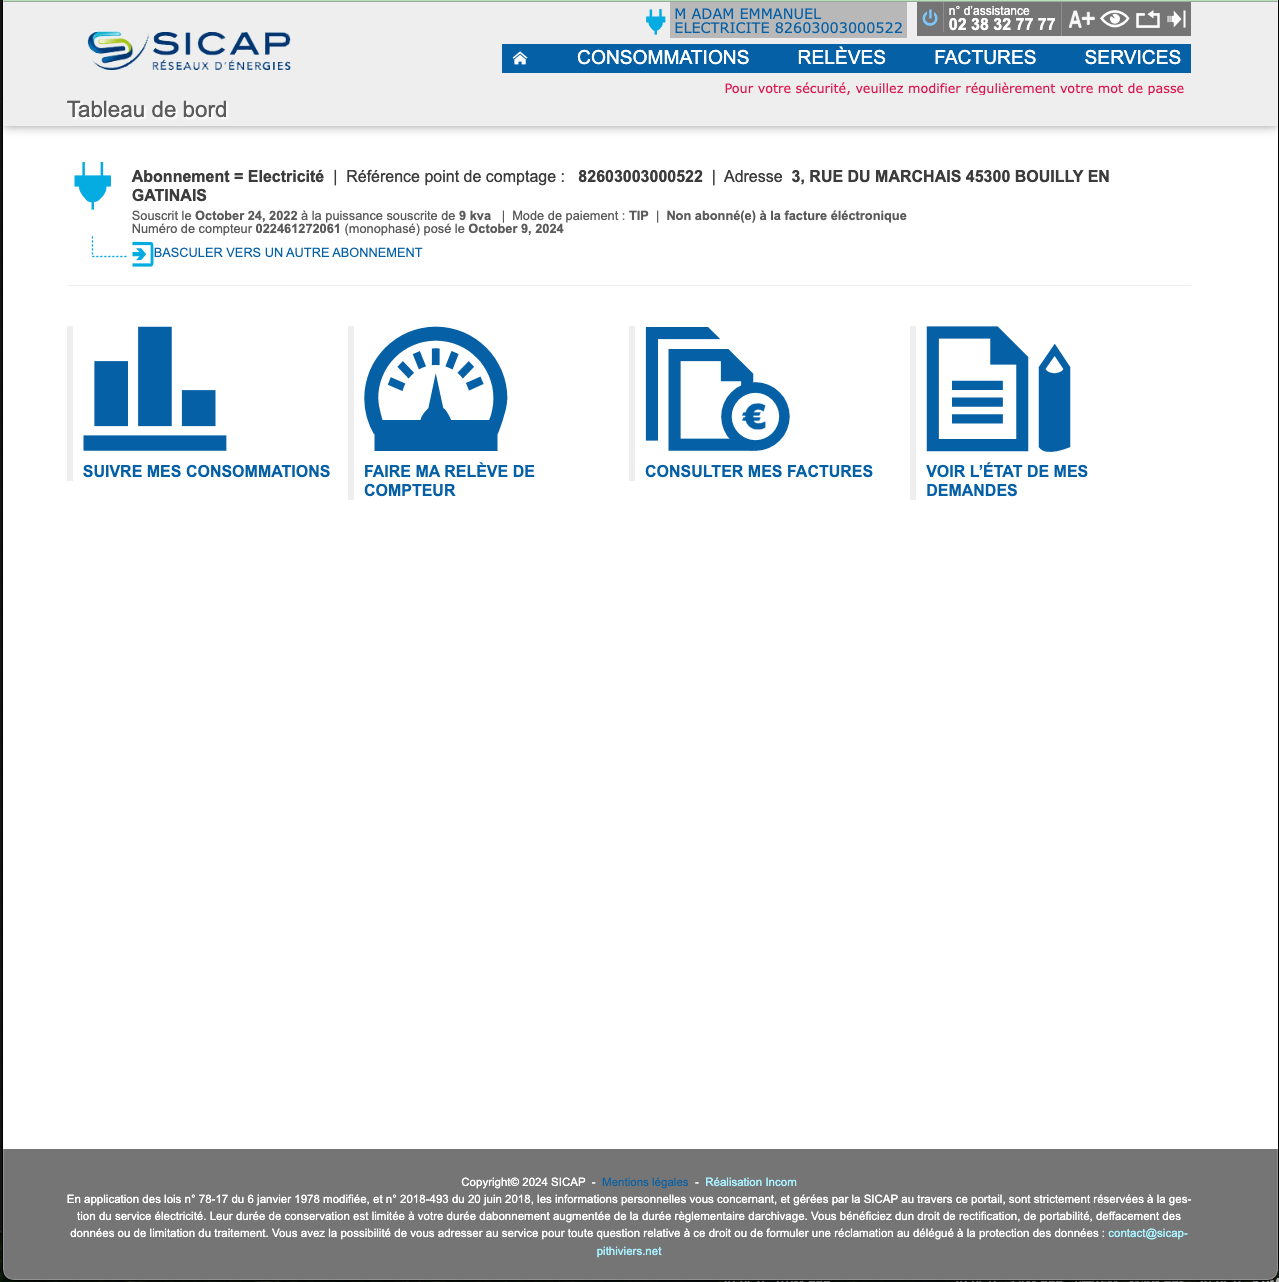 M ADAM EMMANUEL
ELECTRICITE 82603003000522
n° d'assistance
02 38 32 77 77
A+
SICAP
RÉSEAUX D'ÉNERGIES
CONSOMMATIONS RELÈVES FACTURES SERVICES
Pour votre sécurité, veuillez modifier régulièrement votre mot de passe
Tableau de bord
Abonnement = Electricité | Référence point de comptage : 82603003000522 | Adresse 3, RUE DU MARCHAIS 45300 BOUILLY EN
GATINAIS
Souscrit le October 24, 2022 à la puissance souscrite de 9 kva | Mode de paiement : TIP | Non abonné(e) à la facture éléctronique
Numéro de compteur 022461272061 (monophasé) posé le October 9, 2024
BASCULER VERS UN AUTRE ABONNEMENT
SUIVRE MES CONSOMMATIONS
FAIRE MA RELÈVE DE
COMPTEUR
€
CONSULTER MES FACTURES
VOIR L'ÉTAT DE MES
DEMANDES
Copyright© 2024 SICAP - Mentions légales - Réalisation Incom
En application des lois n° 78-17 du 6 janvier 1978 modifiée, et n° 2018-493 du 20 juin 2018, les informations personnelles vous concernant, et gérées par la SICAP au travers ce portail, sont strictement réservées à la ges-
tion du service électricité. Leur durée de conservation est limitée à votre durée dabonnement augmentée de la durée règlementaire darchivage. Vous bénéficiez dun droit de rectification, de portabilité, deffacement des
données ou de limitation du traitement. Vous avez la possibilité de vous adresser au service pour toute question relative à ce droit ou de formuler une réclamation au délégué à la protection des données : contact@sicap-
pithiviers.net